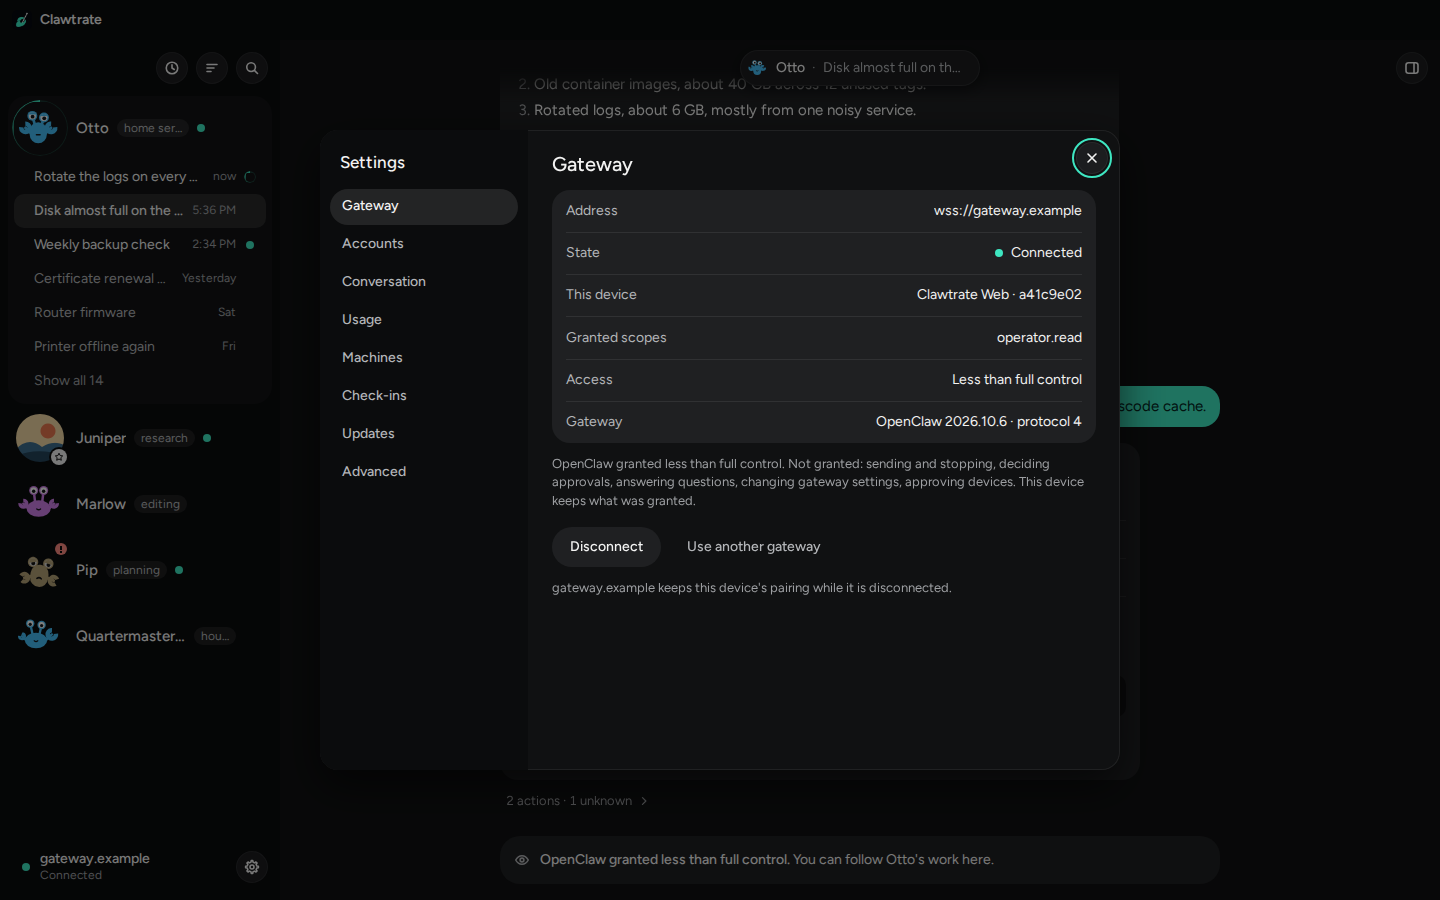 Clawtrate
Otto · Disk almost full on th...
Otto home ser...
Rotate the logs on every ... now
Disk almost full on the ... 5:36 PM
Weekly backup check 2:34 PM
Certificate renewal ... Yesterday
Router firmware Sat
Printer offline again Fri
Show all 14
Juniper research
Marlow editing
Pip planning
Quartermaster... hou...
gateway.example
Connected
2. Old container images, about 40 GB across 12 unused tags.
3. Rotated logs, about 6 GB, mostly from one noisy service.
Settings
Gateway
Accounts
Conversation
Usage
Machines
Check-ins
Updates
Advanced
Gateway
Address wss://gateway.example
State Connected
This device Clawtrate Web · a41c9e02
Granted scopes operator.read
Access Less than full control
Gateway OpenClaw 2026.10.6 · protocol 4
OpenClaw granted less than full control. Not granted: sending and stopping, deciding
approvals, answering questions, changing gateway settings, approving devices. This device
keeps what was granted.
Disconnect Use another gateway
gateway.example keeps this device's pairing while it is disconnected.
scode cache.
2 actions · 1 unknown
OpenClaw granted less than full control. You can follow Otto's work here.